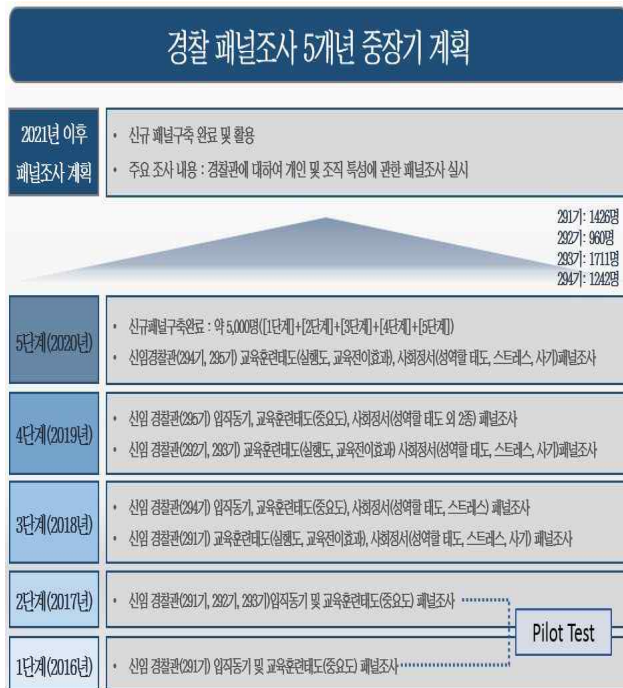 경찰 패널조사 5개년 중장기 계획
2021년 이후
패널조사 계획
• 신규 패널구축 완료 및 활용
• 주요 조사 내용 : 경찰관에 대하여 개인 및 조직 특성에 관한 패널조사 실시
291기: 1426명
292기: 960명
293기: 1711명
294기: 1242명
5단계(2020년)
• 신규패널구축완료 : 약 5,000명([1단계]+[2단계]+[3단계]+[4단계]+[5단계])
• 신임경찰관(294기, 295기) 교육훈련태도(실행도, 교육전이효과), 사회정서(성역할 태도, 스트레스, 사기)패널조사
4단계(2019년)
• 신임 경찰관(295기) 임직동기, 교육훈련태도(중요도), 사회정서(성역할 태도 외 2종) 패널조사
• 신임 경찰관(292기, 293기) 교육훈련태도(실행도, 교육전이효과) 사회정서(성역할 태도, 스트레스, 사기)패널조사
3단계(2018년)
• 신임 경찰관(294기) 임직동기, 교육훈련태도(중요도), 사회정서(성역할 태도, 스트레스) 패널조사
• 신임 경찰관(291기) 교육훈련태도(실행도, 교육전이효과), 사회정서(성역할 태도, 스트레스, 사기) 패널조사
2단계(2017년)
• 신임 경찰관(291기, 292기, 293기)임직동기 및 교육훈련태도(중요도) 패널조사
Pilot Test
1단계(2016년)
• 신임 경찰관(291기) 임직동기 및 교육훈련태도(중요도) 패널조사